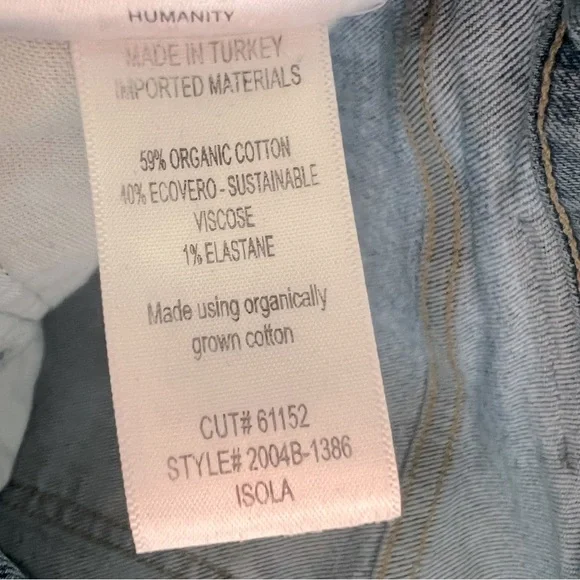 HUMANITY
MADE IN TURKEY
IMPORTED MATERIALS
59% ORGANIC COTTON
40% ECOVERO - SUSTAINABLE
VISCOSE
1% ELASTANE
Made using organically
grown cotton
CUT# 61152
STYLE# 2004B-1386
ISOLA